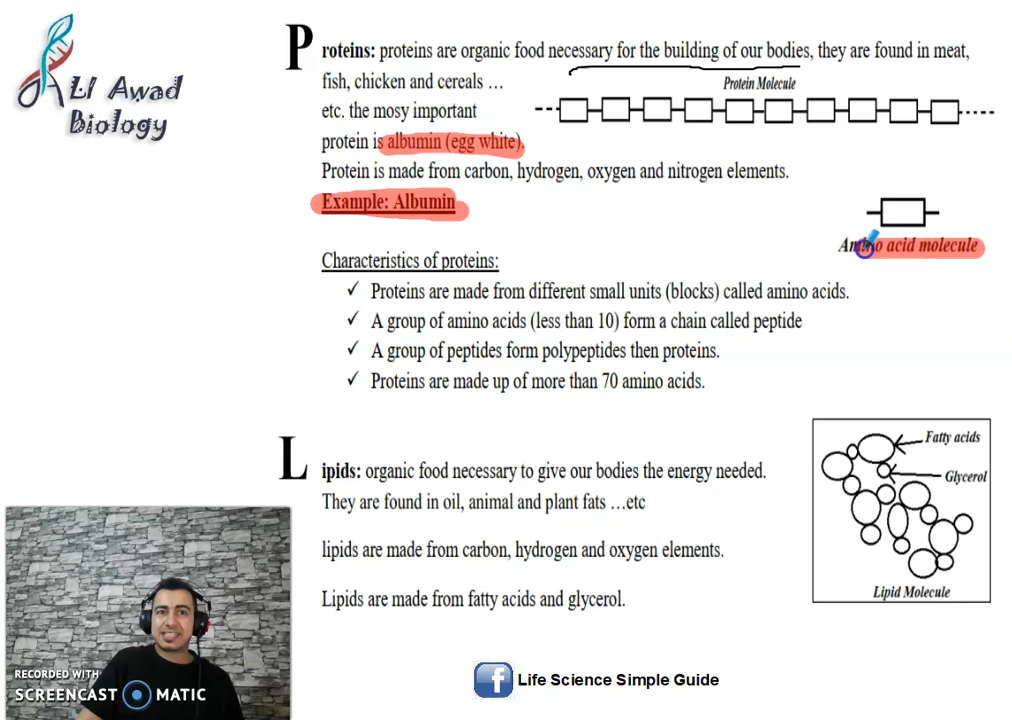 ALI Awad
Biology
Proteins: proteins are organic food necessary for the building of our bodies, they are found in meat,
fish, chicken and cereals …
etc. the mosy important
protein is albumin (egg white).
Protein Molecule
Protein is made from carbon, hydrogen, oxygen and nitrogen elements.
Example: Albumin
Amino acid molecule
Characteristics of proteins:
✓ Proteins are made from different small units (blocks) called amino acids.
✓ A group of amino acids (less than 10) form a chain called peptide
✓ A group of peptides form polypeptides then proteins.
✓ Proteins are made up of more than 70 amino acids.
Lipids: organic food necessary to give our bodies the energy needed.
They are found in oil, animal and plant fats …etc
lipids are made from carbon, hydrogen and oxygen elements.
Lipids are made from fatty acids and glycerol.
Fatty acids
Glycerol
Lipid Molecule
RECORDED WITH
SCREENCAST MATIC
f Life Science Simple Guide